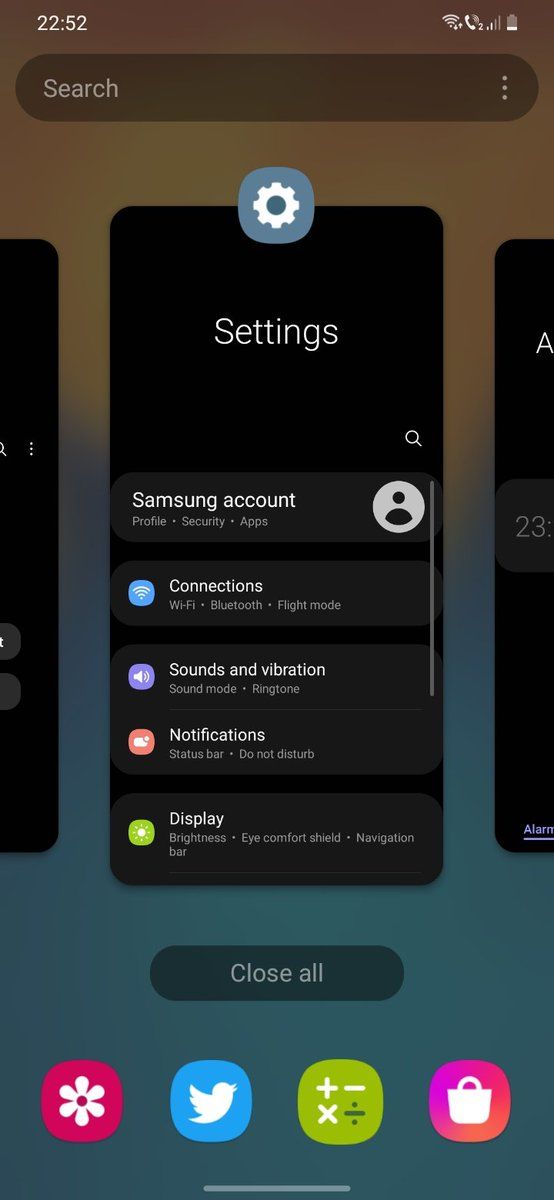 22:52
Search
Settings
A
Samsung account
Profile • Security • Apps
23:
Connections
Wi-Fi • Bluetooth • Flight mode
t
Sounds and vibration
Sound mode • Ringtone
Notifications
Status bar • Do not disturb
Display
Brightness • Eye comfort shield • Navigation
bar
Alarm
Close all